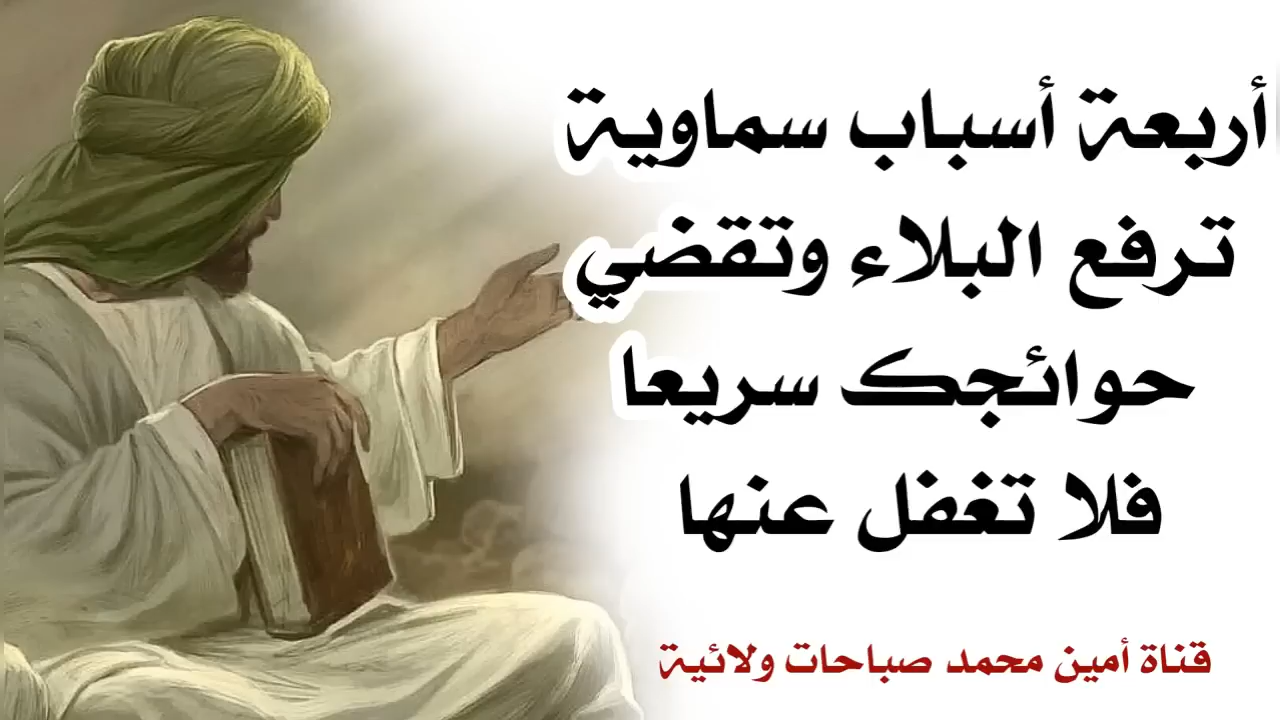 أربعة أسباب سماوية
ترفع البلاء وتقضي
حوائجك سريعا
فلا تغفل عنها
قناة أمين محمد صباحات ولائية